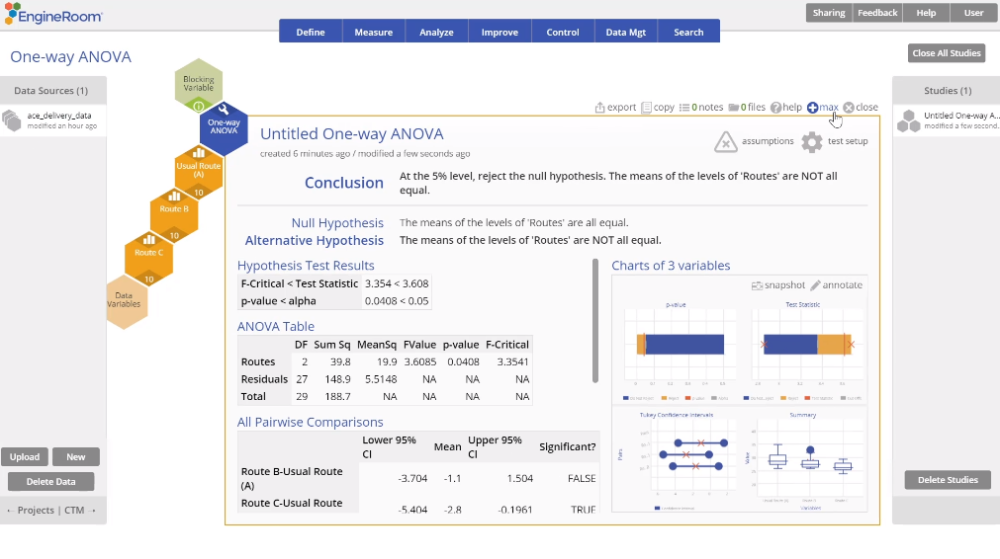 EngineRoom®
Sharing Feedback Help User
Define Measure Analyze Improve Control Data Mgt Search
One-way ANOVA
Close All Studies
Data Sources (1)
ace_delivery_data
modified an hour ago
Blocking
Variable
One-way
ANOVA
Usual Route
(A)
10
Route B
10
Route C
10
Data
Variables
export copy 0 notes 0 files help max close
Untitled One-way ANOVA
created 6 minutes ago / modified a few seconds ago
assumptions test setup
Conclusion At the 5% level, reject the null hypothesis. The means of the levels of 'Routes' are NOT all
equal.
Null Hypothesis The means of the levels of 'Routes' are all equal.
Alternative Hypothesis The means of the levels of 'Routes' are NOT all equal.
Hypothesis Test Results
F-Critical < Test Statistic 3.354 < 3.608
p-value < alpha 0.0408 < 0.05
ANOVA Table
DF Sum Sq MeanSq FValue p-value F-Critical
Routes 2 39.8 19.9 3.6085 0.0408 3.3541
Residuals 27 148.9 5.5148 NA NA NA
Total 29 188.7 NA NA NA NA
All Pairwise Comparisons
Lower 95% CI Mean Upper 95% CI Significant?
Route B-Usual Route (A) -3.704 -1.1 1.504 FALSE
Route C-Usual Route -5.404 -2.8 -0.1961 TRUE
Charts of 3 variables
snapshot annotate
p-value Test Statistic
Tukey Confidence Intervals Summary
Pairs
Value
Variables
Studies (1)
Untitled One-way A...
modified a few second.
Upload New
Delete Data
← Projects | CTM →
Delete Studies